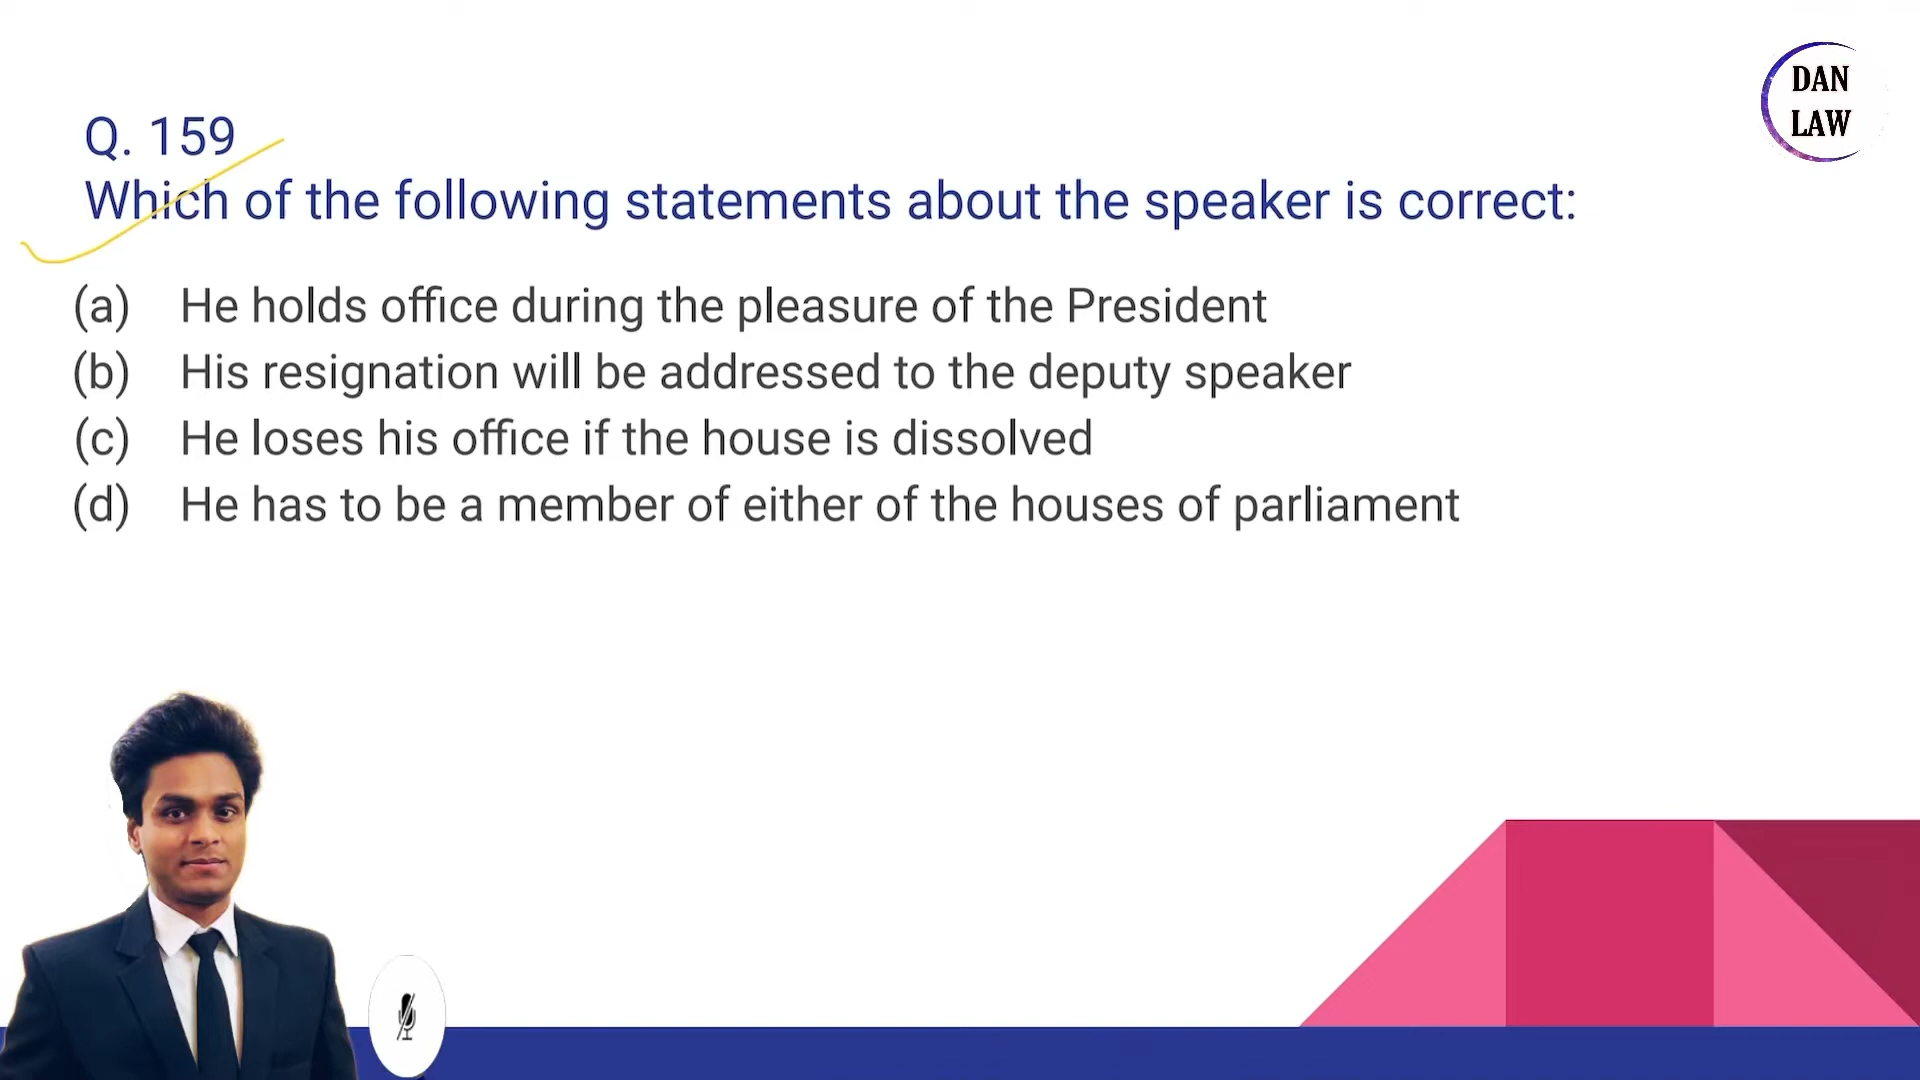 DAN
LAW
Q. 159
Which of the following statements about the speaker is correct:
(a) He holds office during the pleasure of the President
(b) His resignation will be addressed to the deputy speaker
(c) He loses his office if the house is dissolved
(d) He has to be a member of either of the houses of parliament